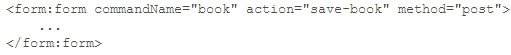 <form:form commandName="book" action="save-book" method="post">
    ...
</form:form>